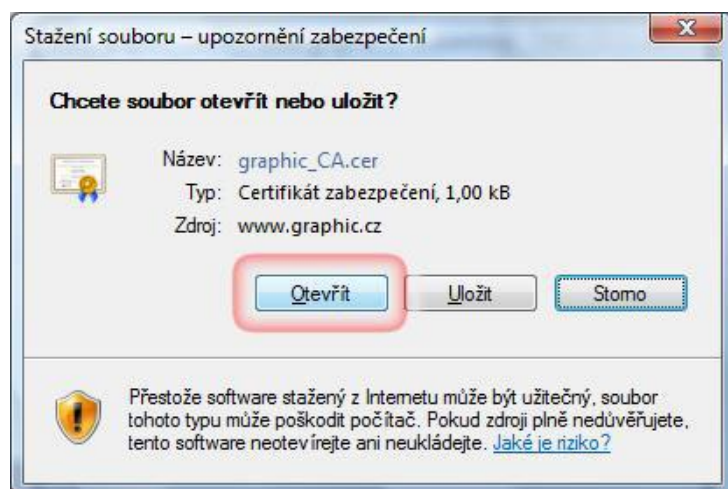 Stažení souboru – upozornění zabezpečení
Chcete soubor otevřít nebo uložit?
Název: graphic_CA.cer
Typ: Certifikát zabezpečení, 1,00 kB
Zdroj: www.graphic.cz
Otevřít Uložit Storno
Přestože software stažený z Internetu může být užitečný, soubor
tohoto typu může poškodit počítač. Pokud zdroji plně nedůvěřujete,
tento software neotevírejte ani neukládejte. Jaké je riziko?